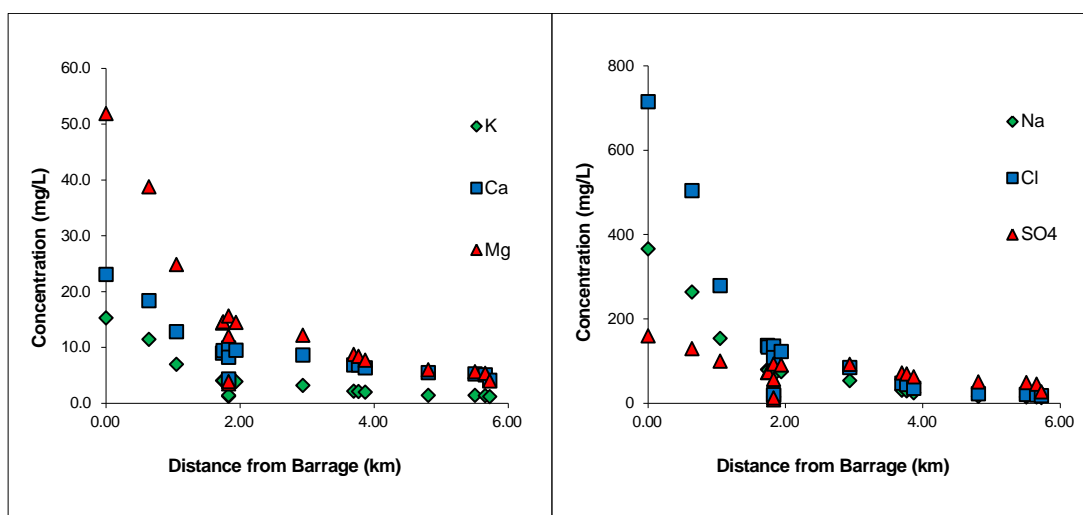 60.0
50.0
40.0
30.0
20.0
10.0
0.0
0.00 2.00 4.00 6.00
Concentration (mg/L)
Distance from Barrage (km)
K
Ca
Mg
800
600
400
200
0
0.00 2.00 4.00 6.00
Concentration (mg/L)
Distance from Barrage (km)
Na
Cl
SO4